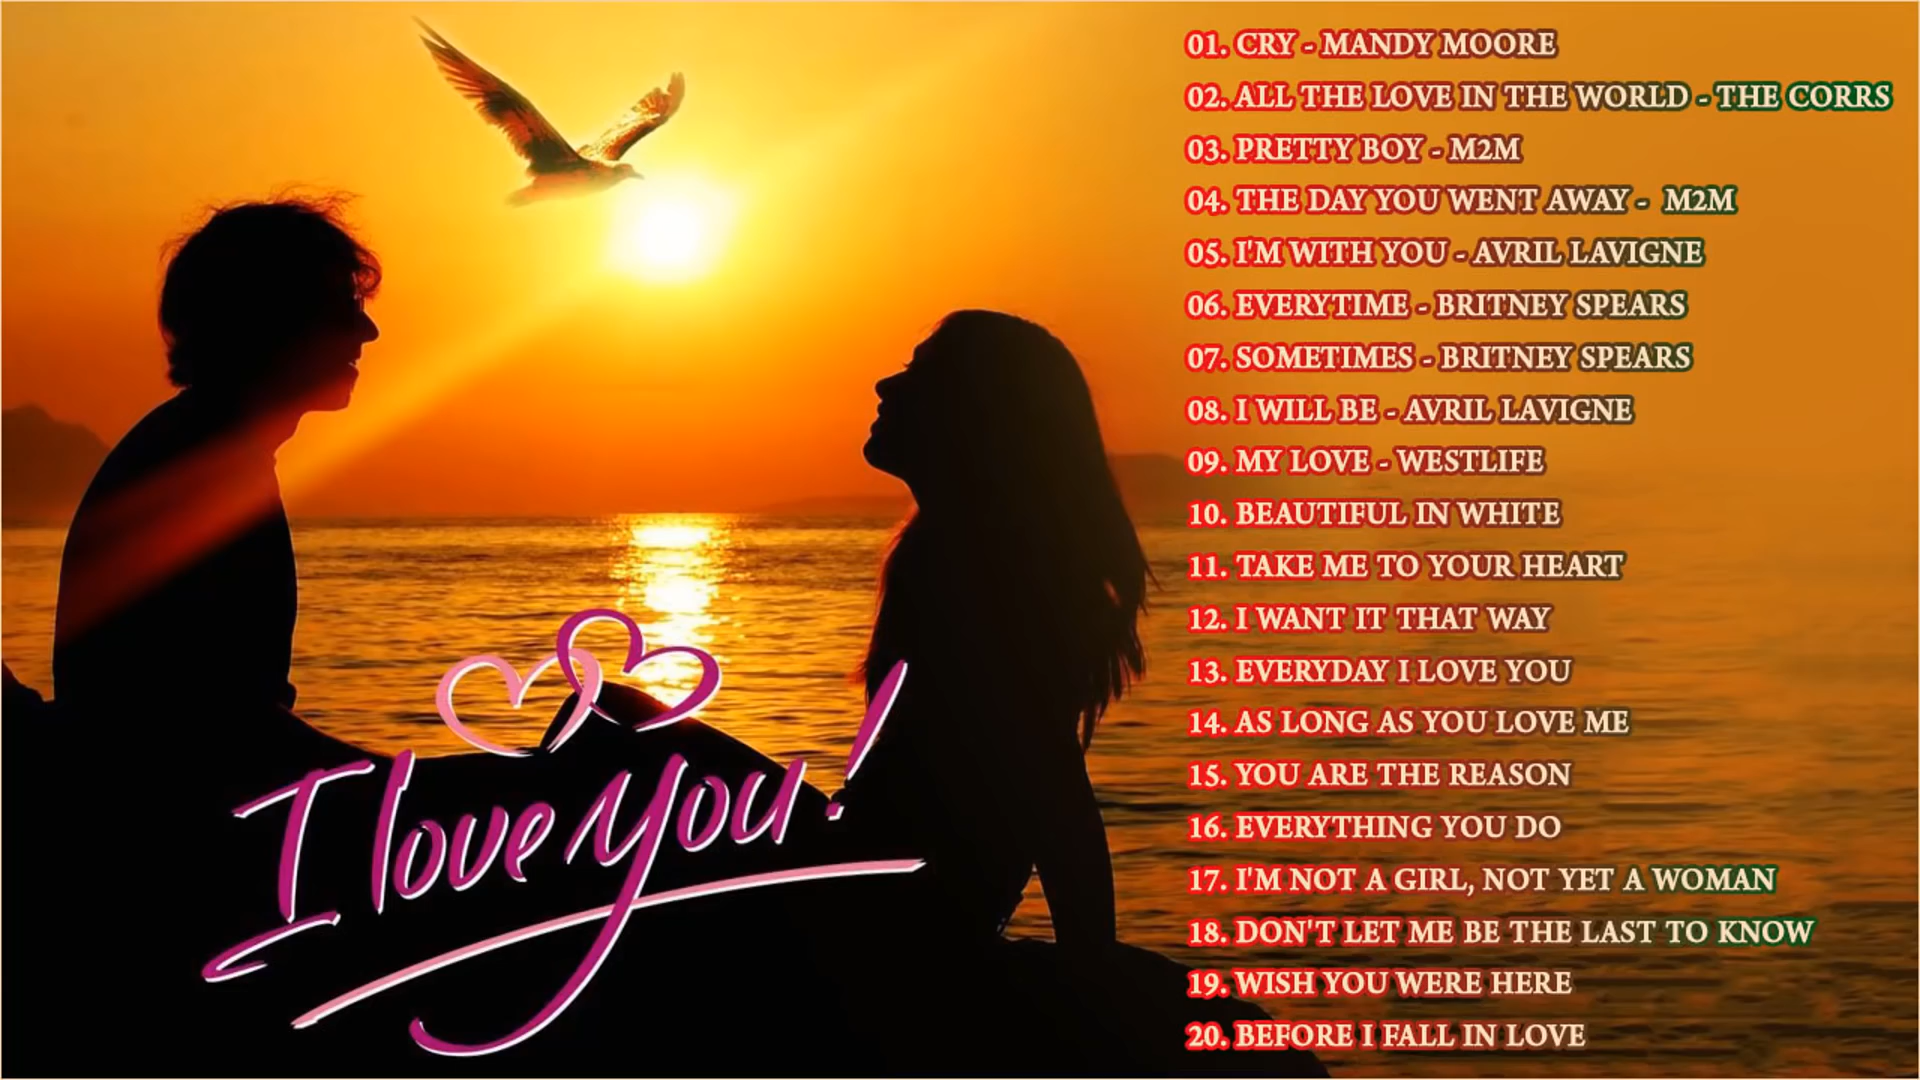 01. CRY - MANDY MOORE
02. ALL THE LOVE IN THE WORLD - THE CORRS
03. PRETTY BOY - M2M
04. THE DAY YOU WENT AWAY - M2M
05. I'M WITH YOU - AVRIL LAVIGNE
06. EVERYTIME - BRITNEY SPEARS
07. SOMETIMES - BRITNEY SPEARS
08. I WILL BE - AVRIL LAVIGNE
09. MY LOVE - WESTLIFE
10. BEAUTIFUL IN WHITE
11. TAKE ME TO YOUR HEART
12. I WANT IT THAT WAY
13. EVERYDAY I LOVE YOU
14. AS LONG AS YOU LOVE ME
15. YOU ARE THE REASON
16. EVERYTHING YOU DO
17. I'M NOT A GIRL, NOT YET A WOMAN
18. DON'T LET ME BE THE LAST TO KNOW
19. WISH YOU WERE HERE
20. BEFORE I FALL IN LOVE
I love you!